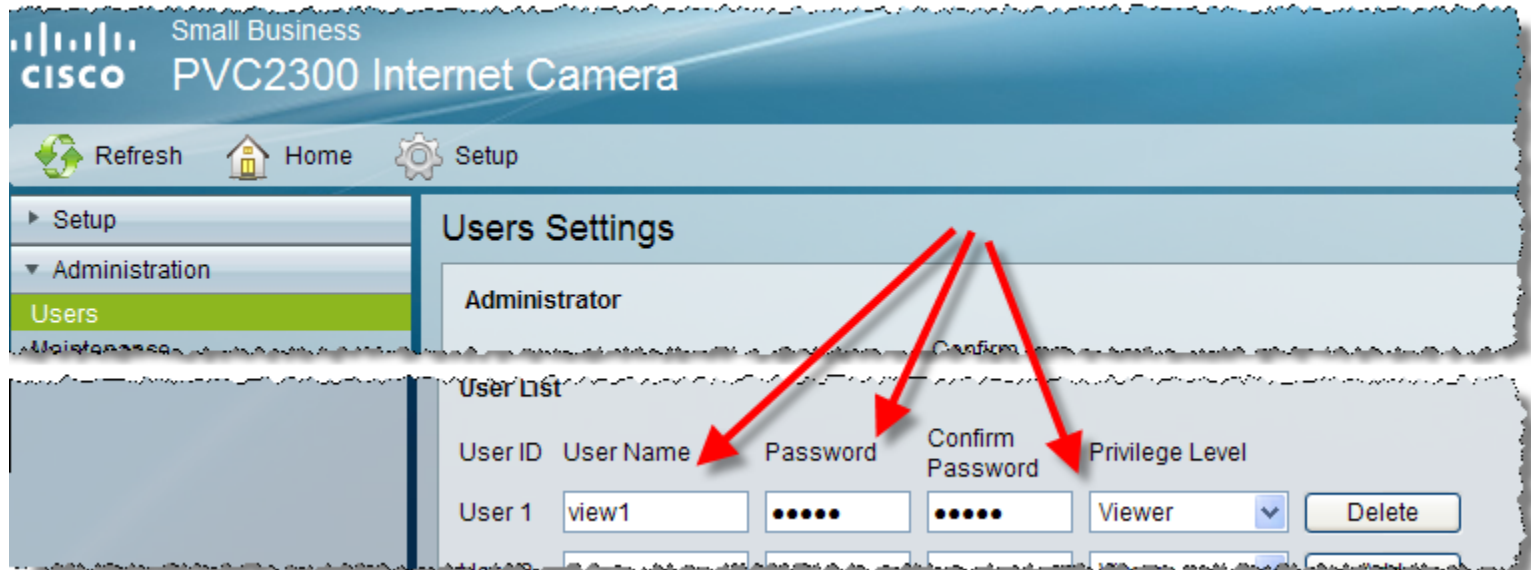 Small Business
CISCO PVC2300 Internet Camera
Refresh Home Setup
Setup
Users Settings
Administration
Administrator
Users
Maintenance
Confirm
User List
User ID User Name Password Confirm Password Privilege Level
User 1 view1 ••••• ••••• Viewer Delete